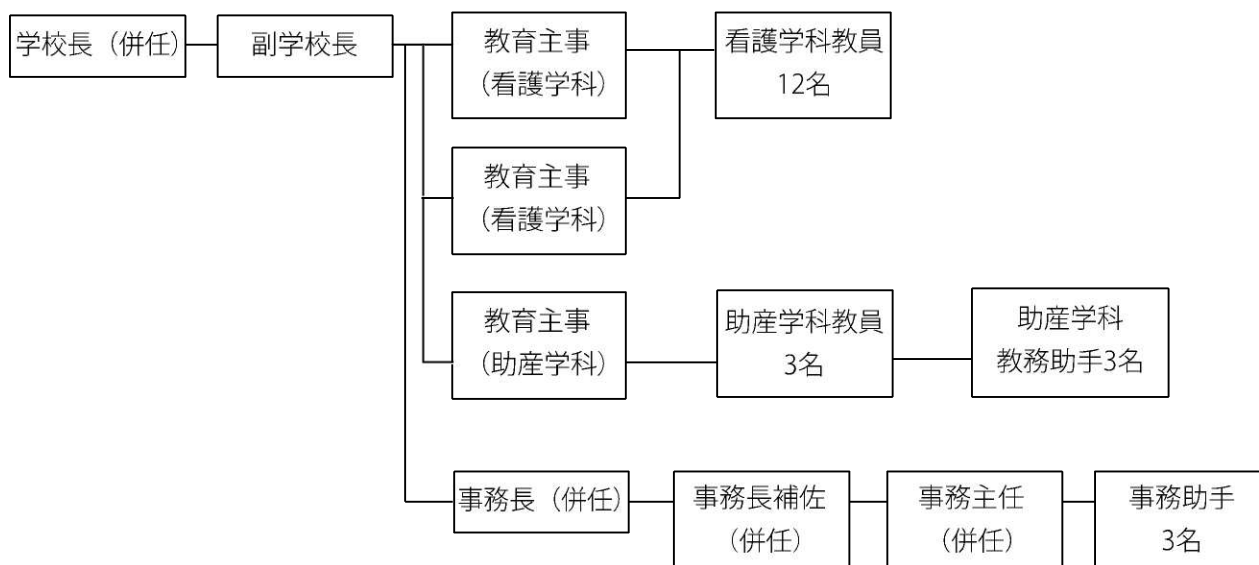 学校長（併任）
副学校長
教育主事
（看護学科）
看護学科教員
12名
教育主事
（看護学科）
教育主事
（助産学科）
助産学科教員
3名
助産学科
教務助手3名
事務長（併任）
事務長補佐
（併任）
事務主任
（併任）
事務助手
3名